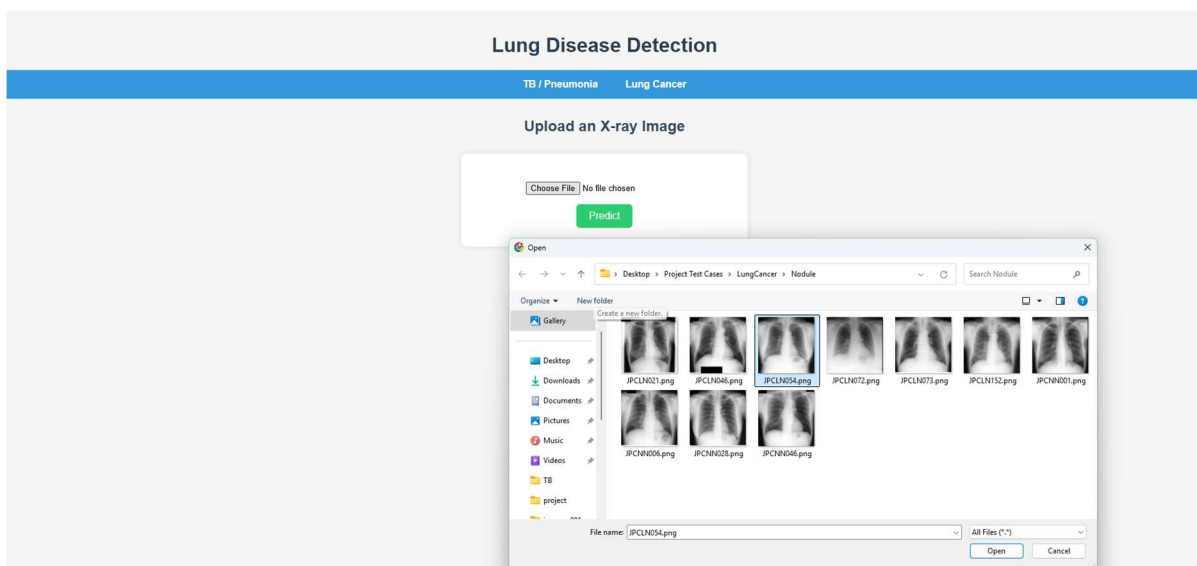 Lung Disease Detection
TB / Pneumonia Lung Cancer
Upload an X-ray Image
Choose File No file chosen
Predict
Open
Desktop > Project Test Cases > LungCancer > Nodule
Search Nodule
Organize New folder
Create a new folder.
Gallery
Desktop
Downloads
Documents
Pictures
Music
Videos
TB
project
JPCLN021.png JPCLN046.png JPCLN054.png JPCLN072.png JPCLN073.png JPCLN152.png JPCNN001.png
JPCNN006.png JPCNN028.png JPCNN046.png
File name: JPCLN054.png All Files (*.*)
Open Cancel